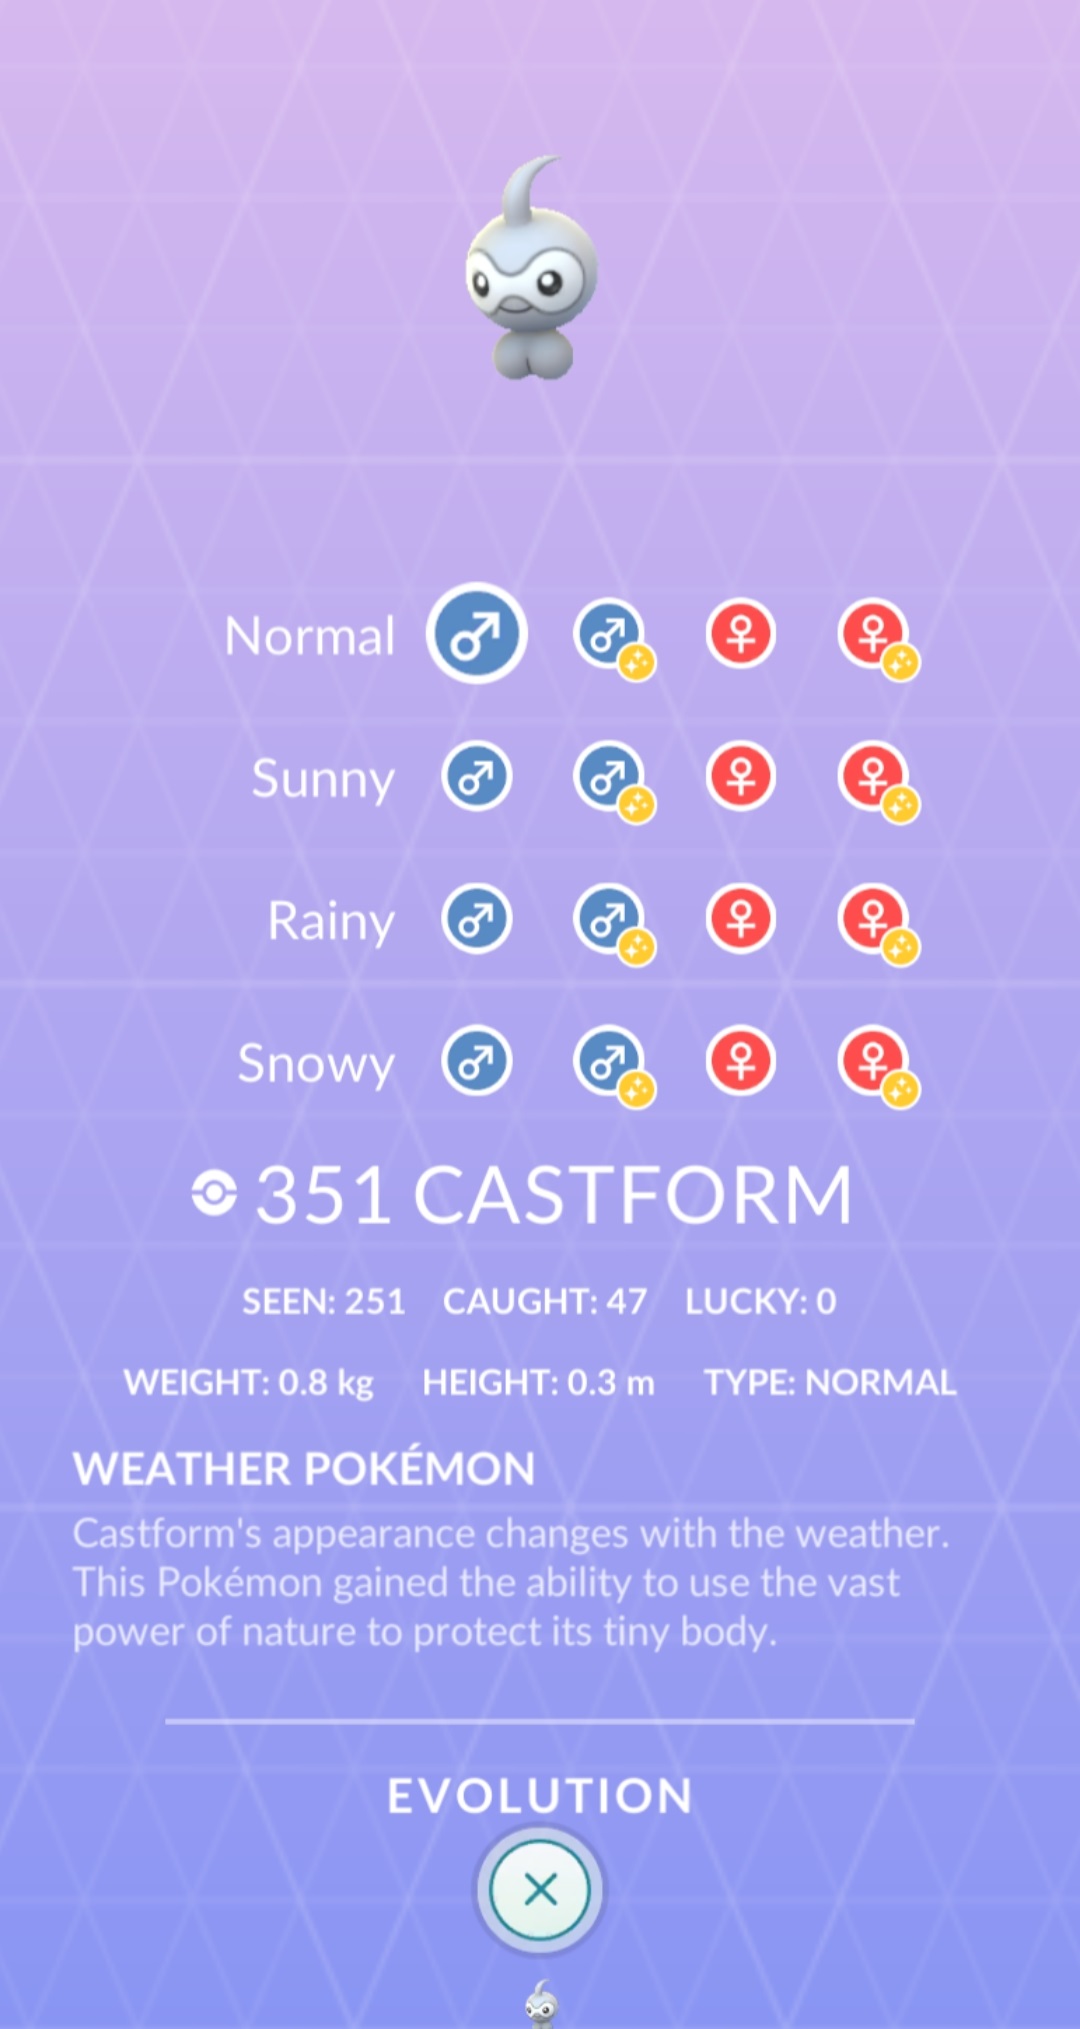 Normal
Sunny
Rainy
Snowy
351 CASTFORM
SEEN: 251 CAUGHT: 47 LUCKY: 0
WEIGHT: 0.8 kg HEIGHT: 0.3 m TYPE: NORMAL
WEATHER POKÉMON
Castform's appearance changes with the weather.
This Pokémon gained the ability to use the vast
power of nature to protect its tiny body.
EVOLUTION